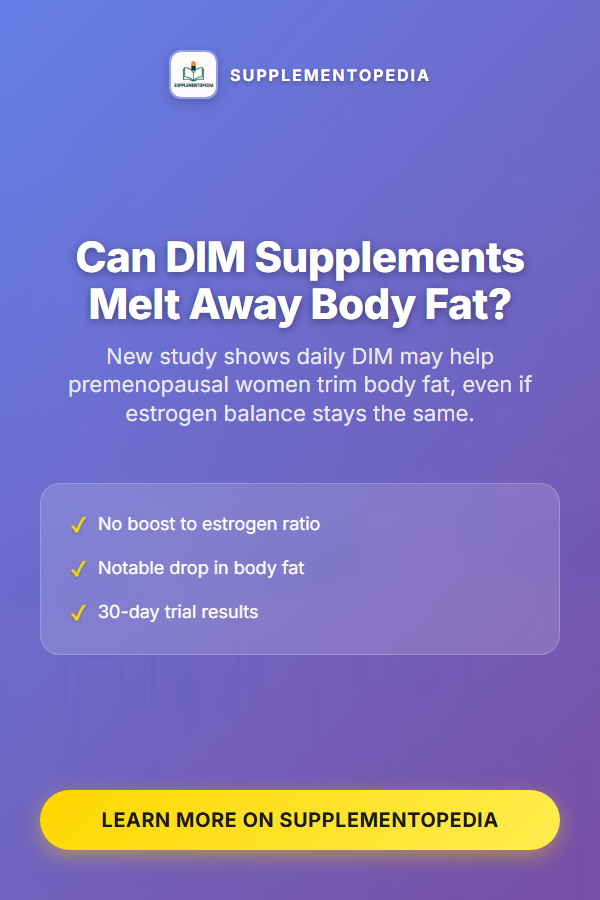 SUPPLEMENTOPEDIA
SUPPLEMENTOPEDIA
Can DIM Supplements
Melt Away Body Fat?
New study shows daily DIM may help
premenopausal women trim body fat, even if
estrogen balance stays the same.
No boost to estrogen ratio
Notable drop in body fat
30-day trial results
LEARN MORE ON SUPPLEMENTOPEDIA